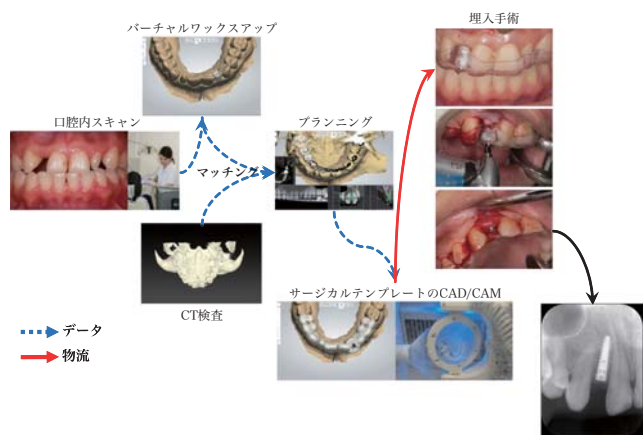 バーチャルワックスアップ
埋入手術
口腔内スキャン
プランニング
マッチング
サージカルテンプレートのCAD/CAM
CT検査
データ
物流